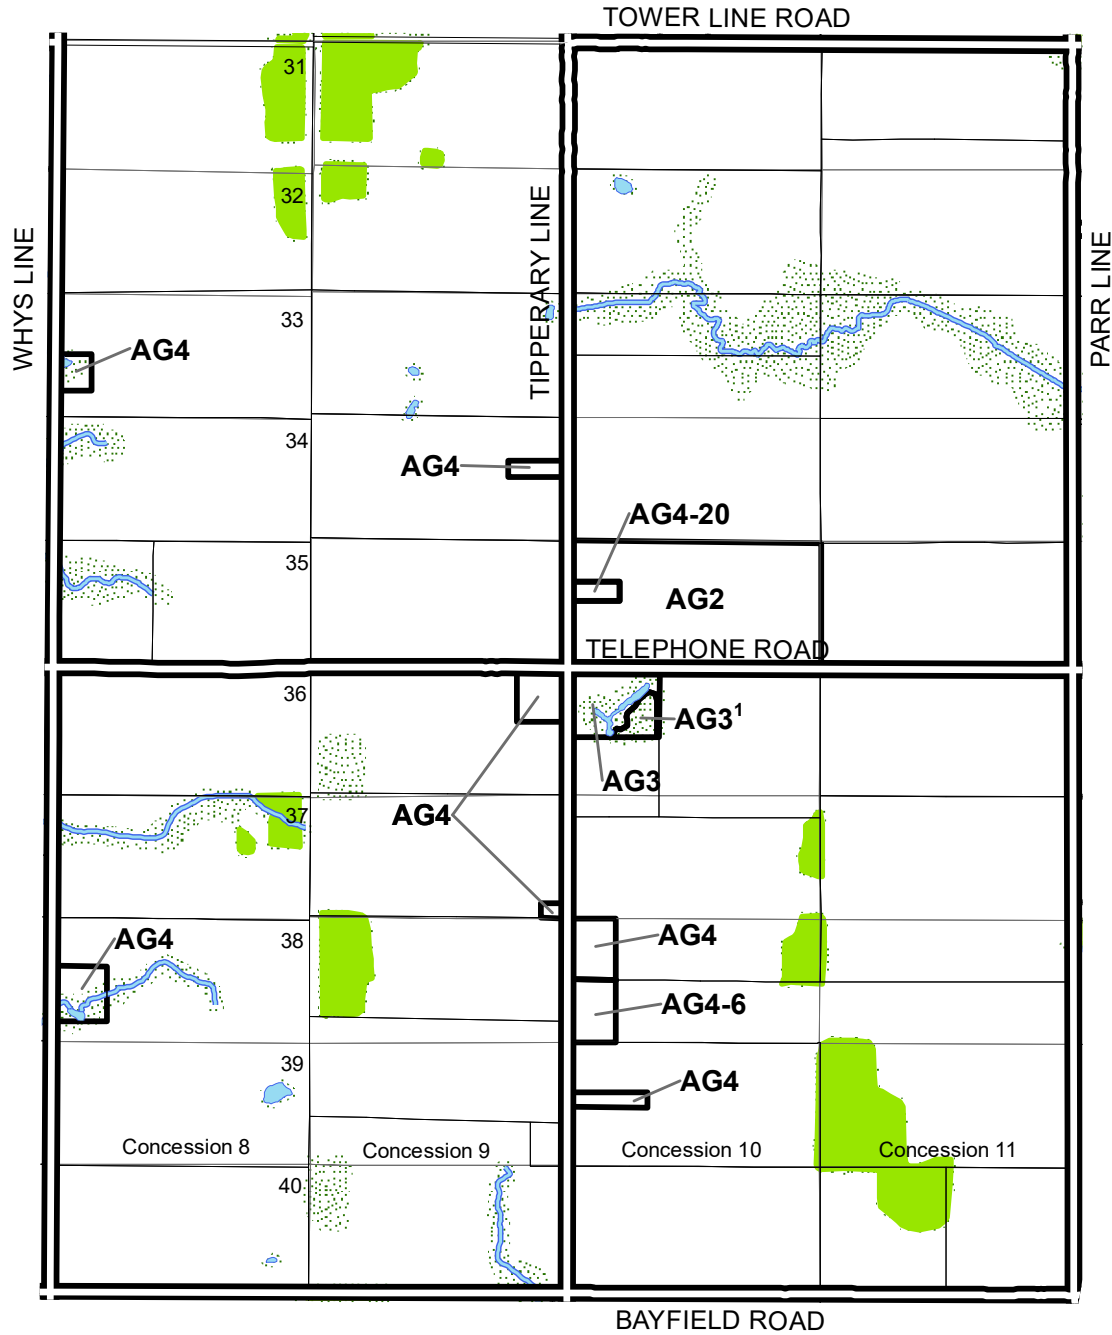 TOWER LINE ROAD
31
32
WHYS LINE
TIPPERARY LINE
PARR LINE
33
AG4
34
AG4
AG4-20
35
AG2
TELEPHONE ROAD
36
AG3¹
AG3
37
AG4
38
AG4
AG4
AG4-6
39
AG4
Concession 8
Concession 9
Concession 10
Concession 11
40
BAYFIELD ROAD